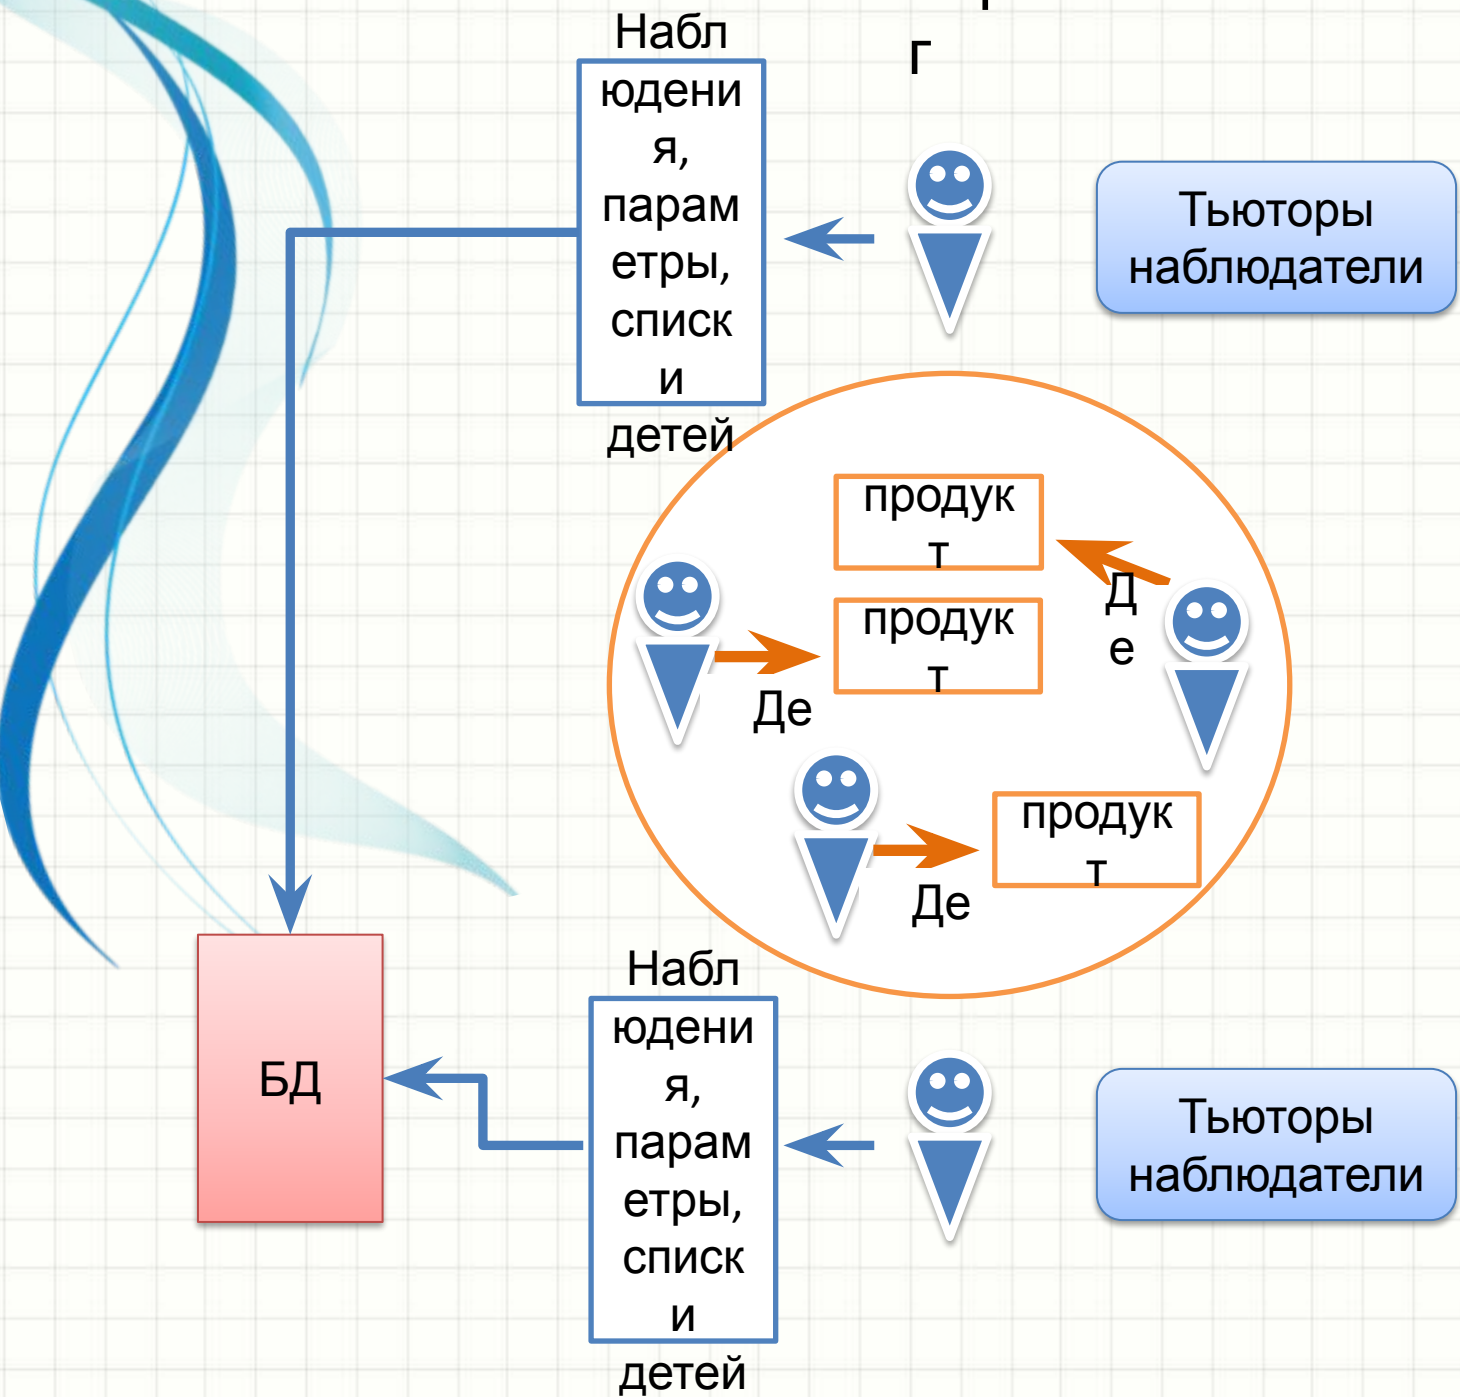 г
Набл
юдени
я,
парам
етры,
списк
и
детей
Тьюторы
наблюдатели
продук
т
Д
е
продук
т
Де
продук
т
Де
БД
Набл
юдени
я,
парам
етры,
списк
и
детей
Тьюторы
наблюдатели